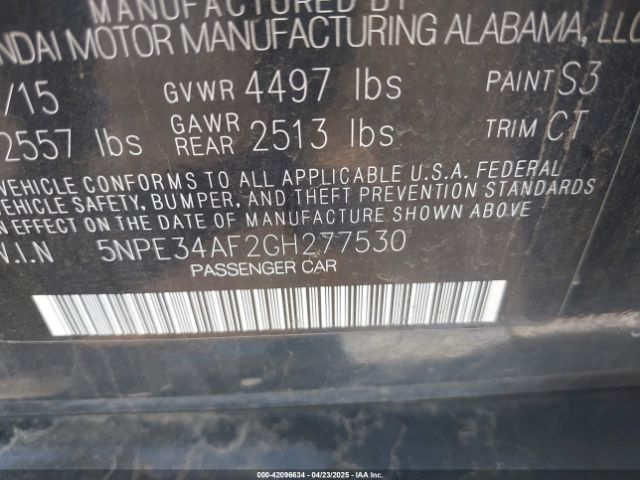 MANUFACTURED BY
NDAI MOTOR MANUFACTURING ALABAMA, LLC
/15 GVWR 4497 lbs PAINT S3
2557 lbs GAWR REAR 2513 lbs TRIM CT
VEHICLE CONFORMS TO ALL APPLICABLE U.S.A. FEDERAL
VEHICLE SAFETY, BUMPER, AND THEFT PREVENTION STANDARDS
EFFECT ON THE DATE OF MANUFACTURE SHOWN ABOVE.
V.I.N 5NPE34AF2GH277530
PASSENGER CAR
000-42096634 04/23/2025 IAA Inc.